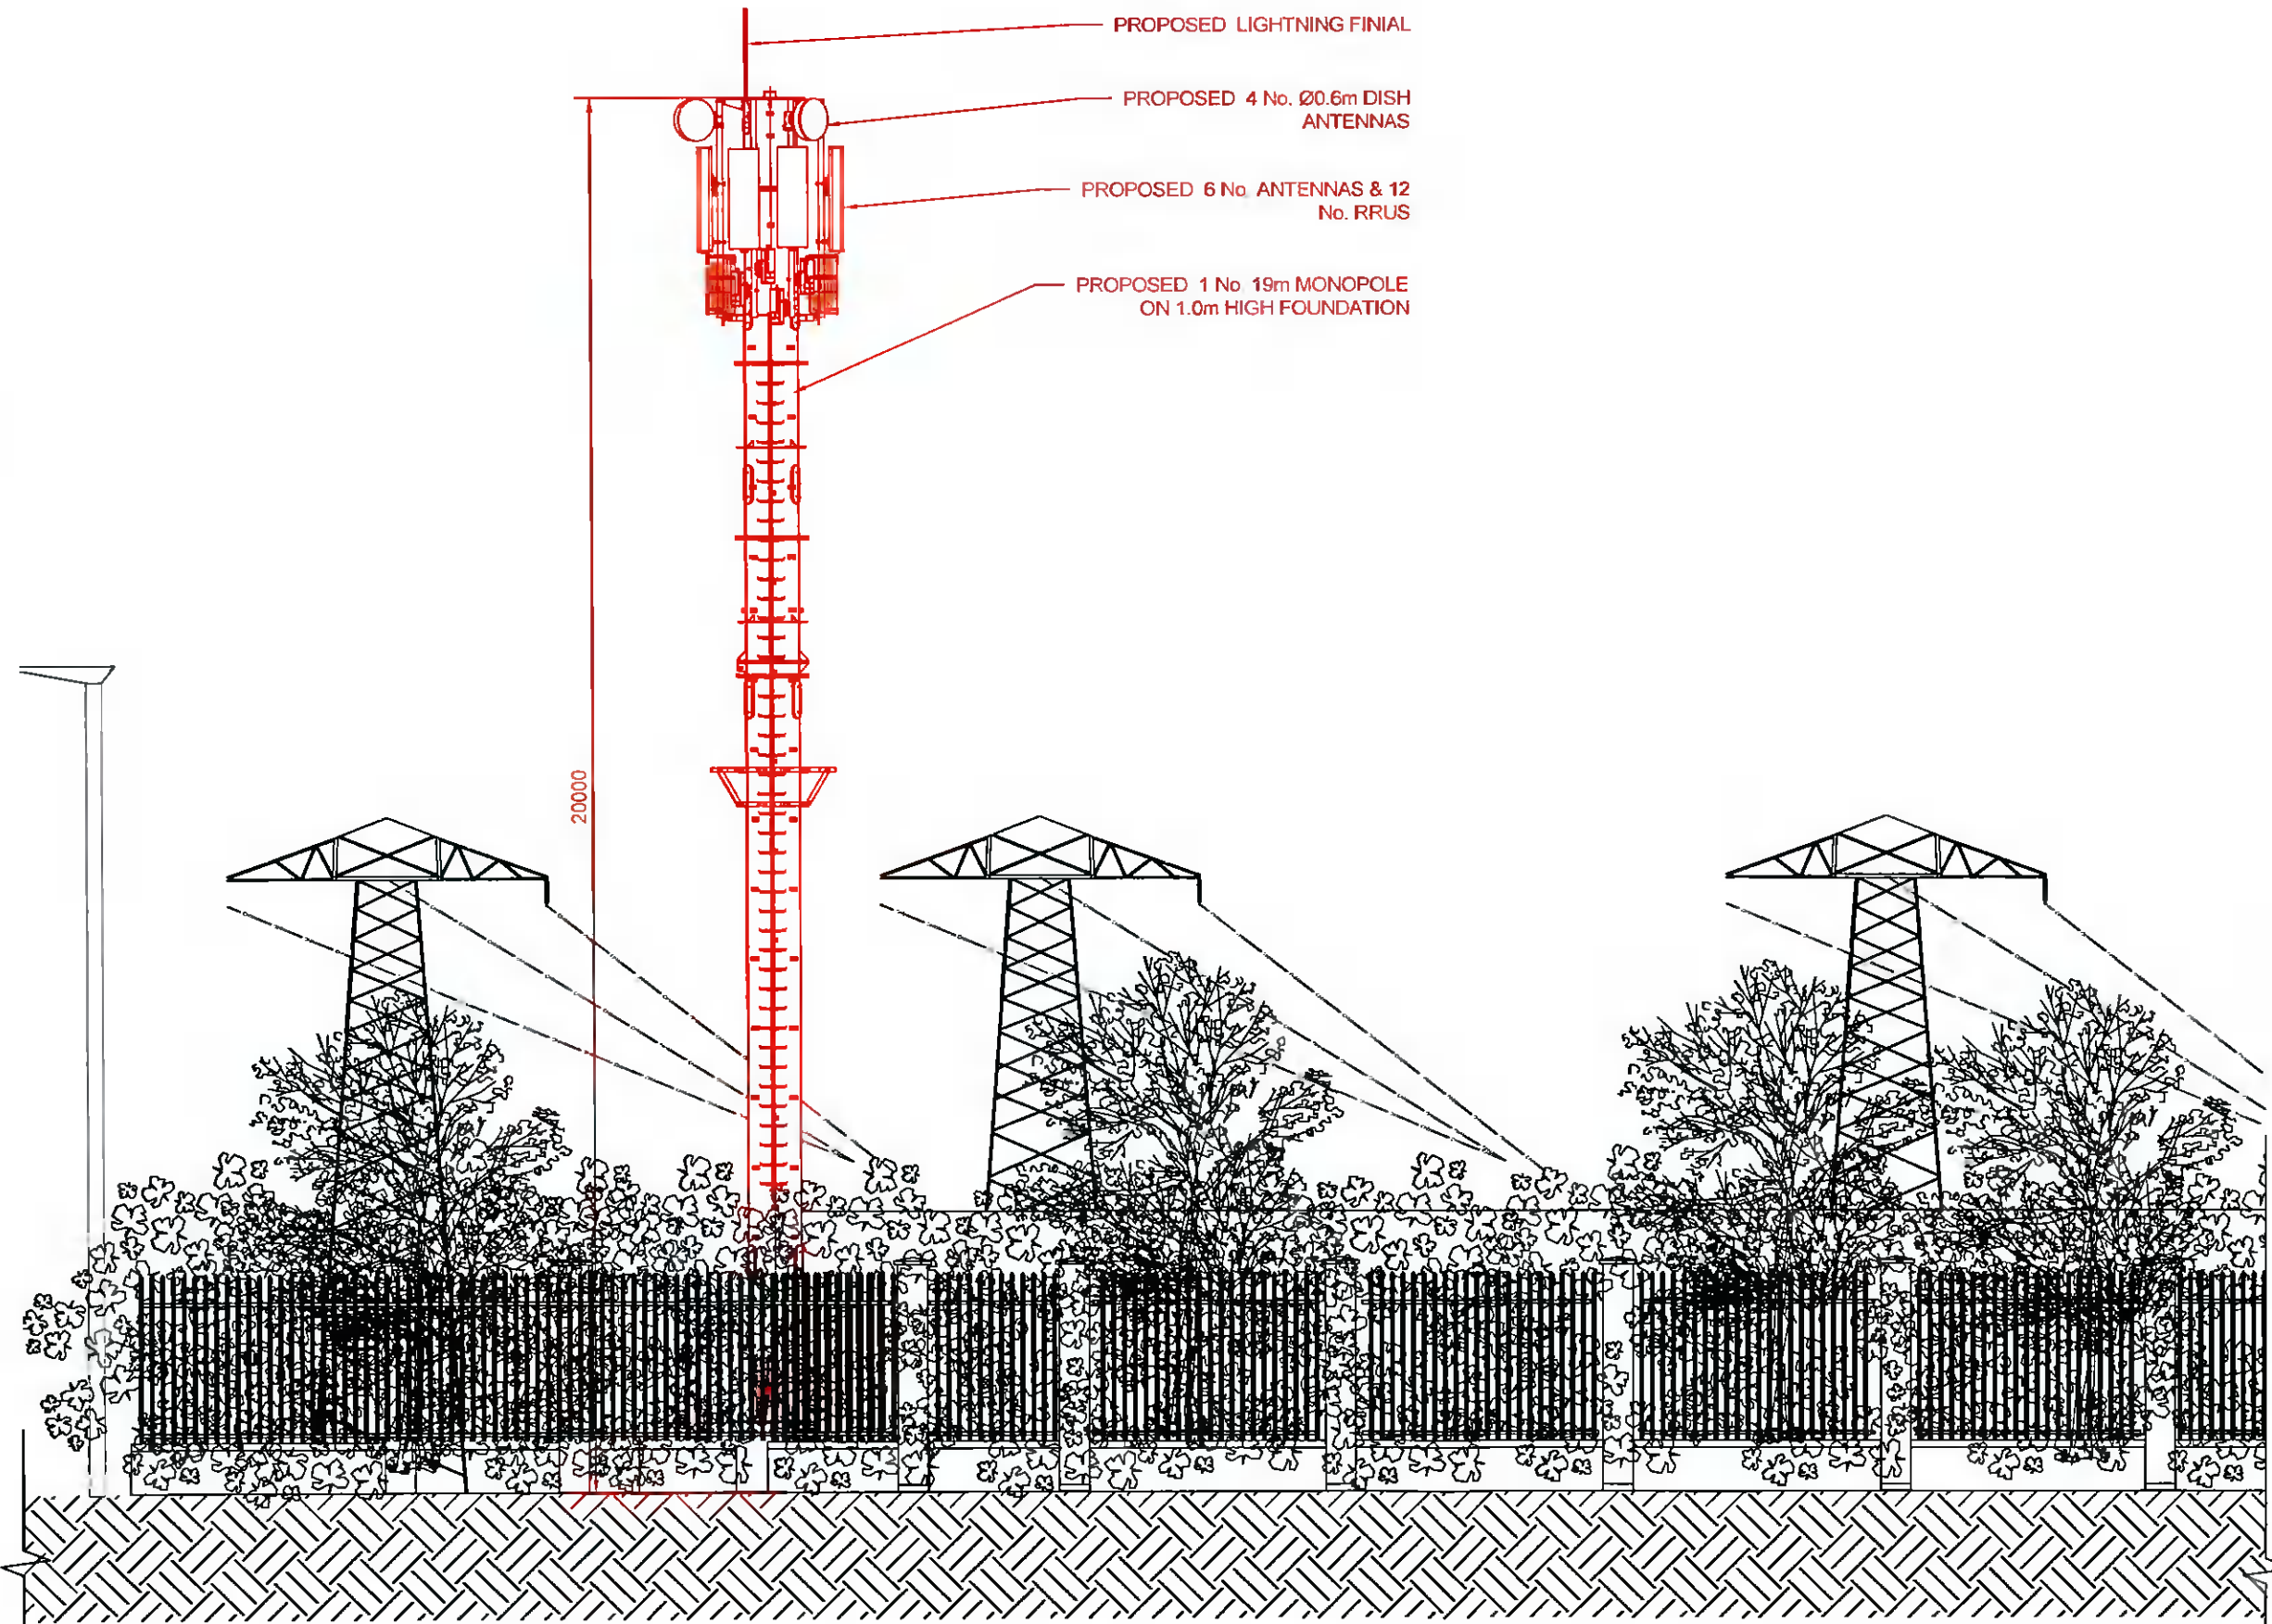 PROPOSED LIGHTNING FINIAL
PROPOSED 4 No. Ø0.6m DISH
ANTENNAS
PROPOSED 6 No. ANTENNAS & 12
No. RRUS
PROPOSED 1 No 19m MONOPOLE
ON 1.0m HIGH FOUNDATION
20000